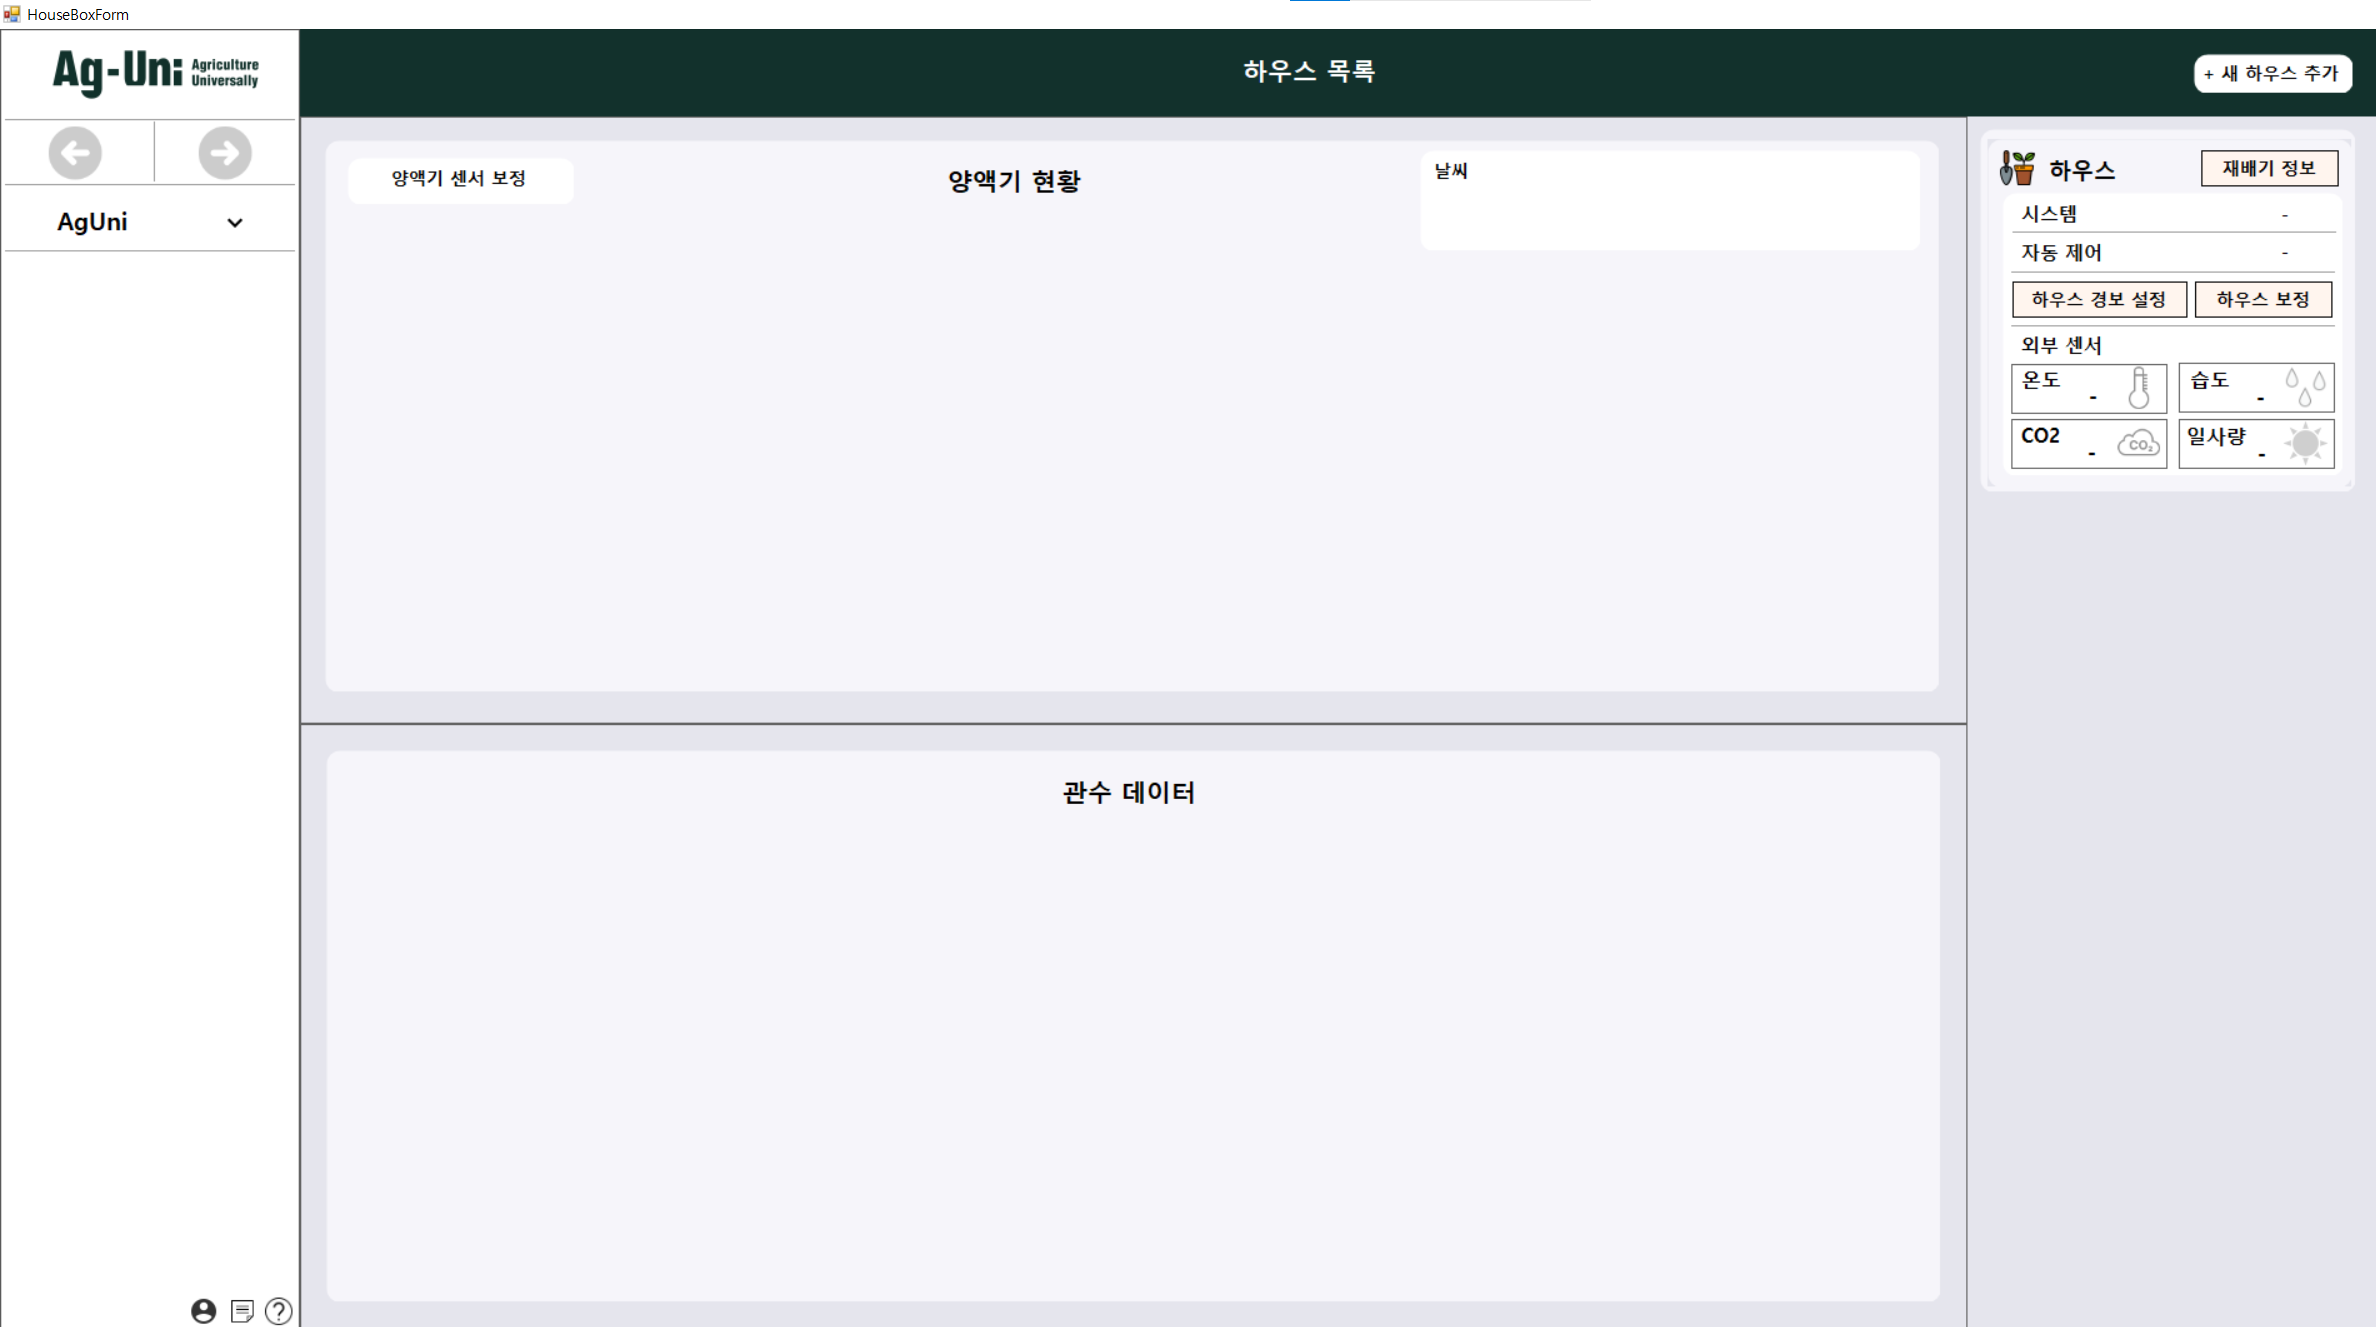 HouseBoxForm
Ag-Uni Agriculture Universally
하우스 목록
+ 새 하우스 추가
AgUni
양액기 센서 보정
양액기 현황
날씨
하우스
재배기 정보
시스템 -
자동 제어 -
하우스 경보 설정
하우스 보정
외부 센서
온도 -
습도 -
CO2 -
CO₂
일사량 -
관수 데이터
?